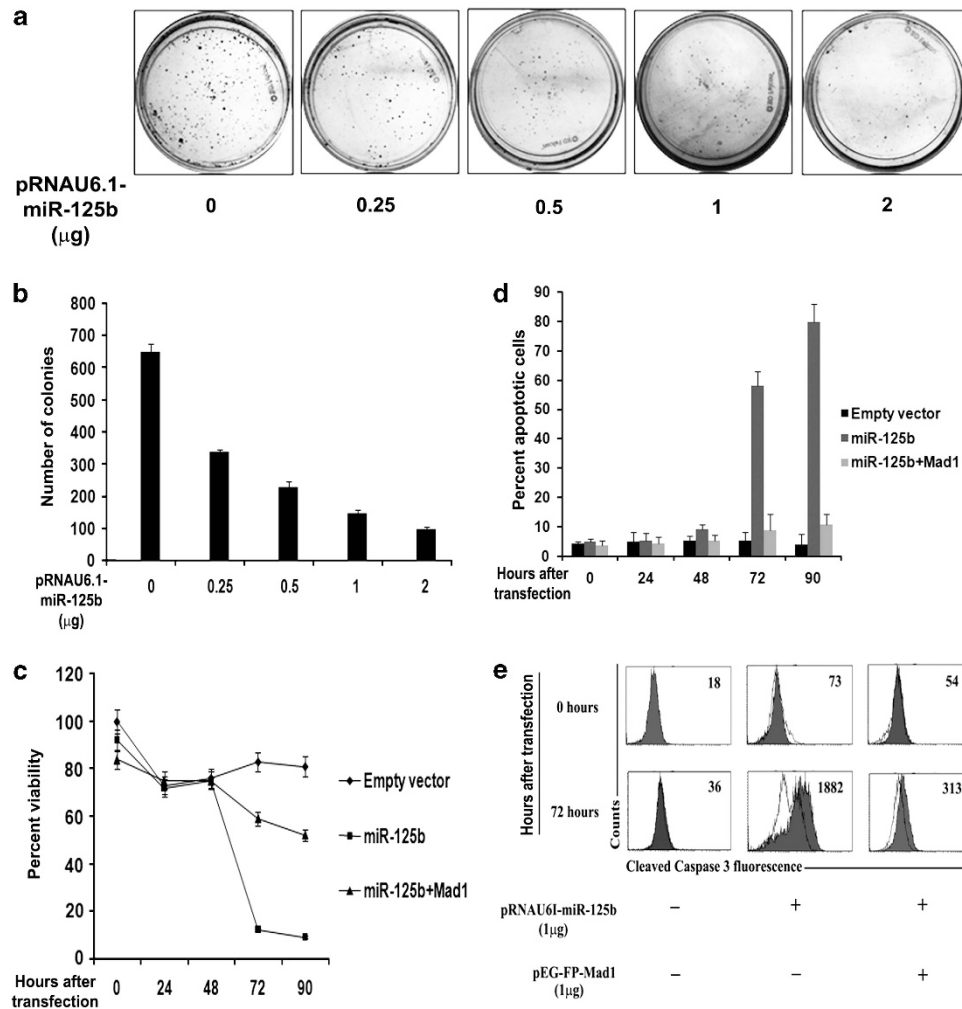 a
pRNAU6.1-
miR-125b
(μg)
0 0.25 0.5 1 2
b
Number of colonies
800
700
600
500
400
300
200
100
0
pRNAU6.1-
miR-125b
(μg)
0 0.25 0.5 1 2
c
Percent viability
120
100
80
60
40
20
0
Hours after
transfection
0 24 48 72 90
Empty vector
miR-125b
miR-125b+Mad1
d
Percent apoptotic cells
90
80
70
60
50
40
30
20
10
0
Hours after
transfection
0 24 48 72 90
Empty vector
miR-125b
miR-125b+Mad1
e
Hours after transfection
0 hours
72 hours
Counts
18 73 54
36 1882 313
Cleaved Caspase 3 fluorescence
pRNAU6I-miR-125b
(1μg)
– + +
pEG-FP-Mad1
(1μg)
– – +